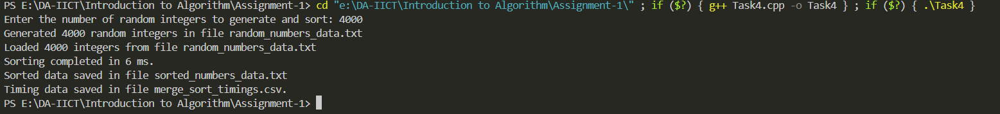 PS E:\DA-IICT\Introduction to Algorithm\Assignment-1> cd "e:\DA-IICT\Introduction to Algorithm\Assignment-1\" ; if ($?) { g++ Task4.cpp -o Task4 } ; if ($?) { .\Task4 }
Enter the number of random integers to generate and sort: 4000
Generated 4000 random integers in file random_numbers_data.txt
Loaded 4000 integers from file random_numbers_data.txt
Sorting completed in 6 ms.
Sorted data saved in file sorted_numbers_data.txt
Timing data saved in file merge_sort_timings.csv.
PS E:\DA-IICT\Introduction to Algorithm\Assignment-1>